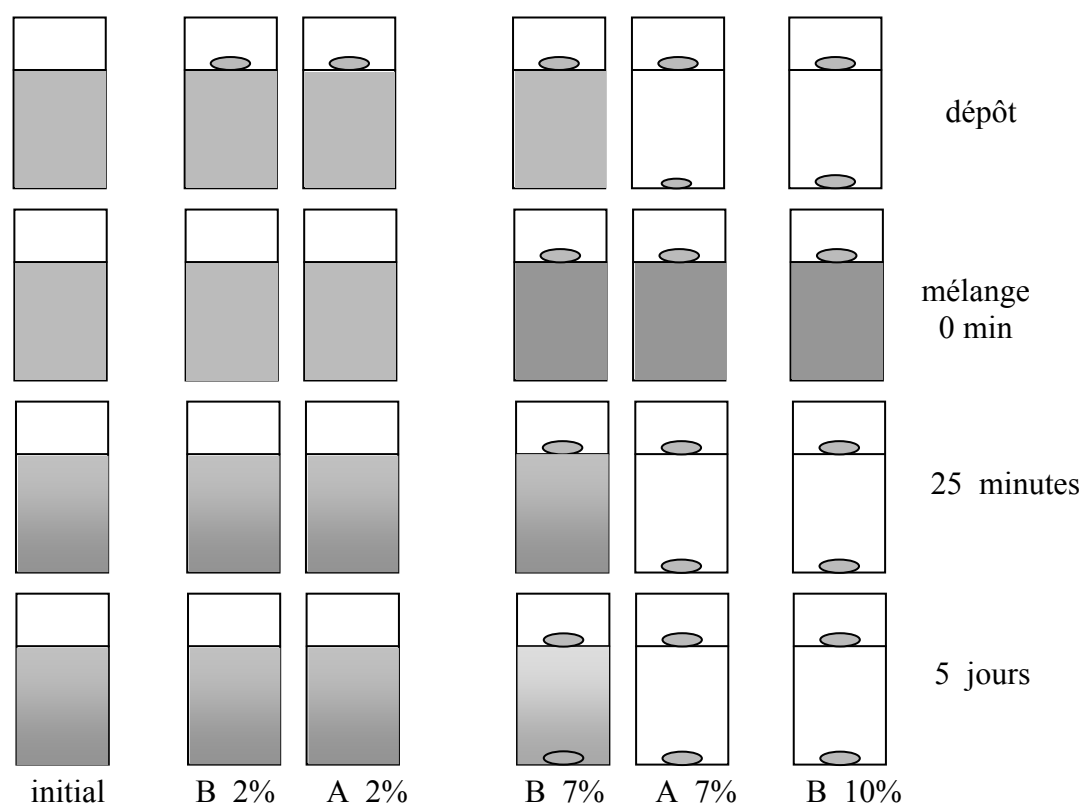 dépôt
mélange
0 min
25 minutes
5 jours
initial B 2% A 2% B 7% A 7% B 10%